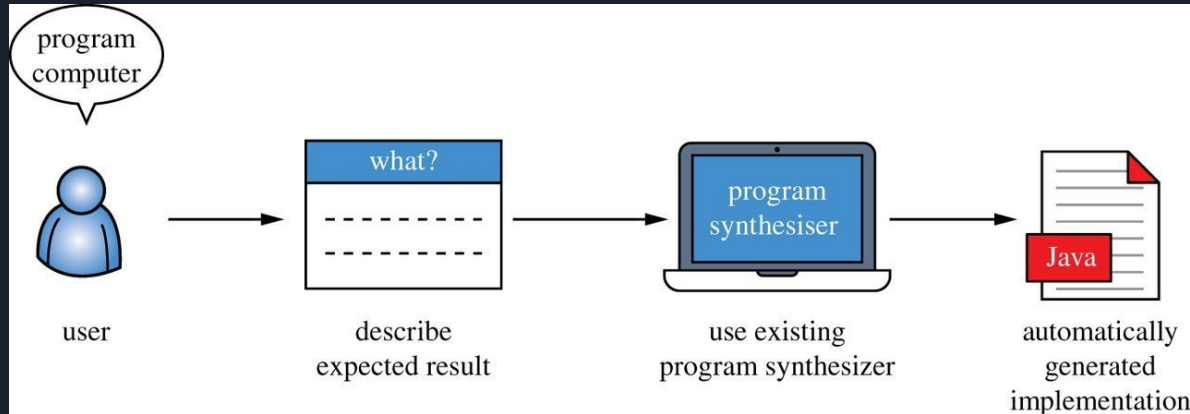 program
computer
what?
program
synthesiser
Java
user
describe
expected result
use existing
program synthesizer
automatically
generated
implementation